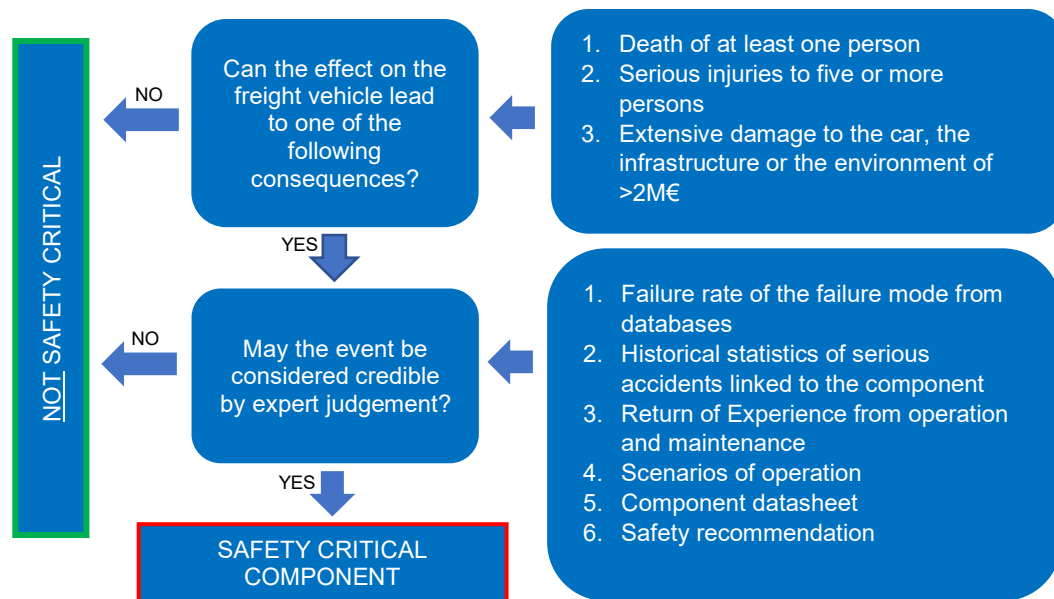 Can the effect on the
freight vehicle lead
to one of the
following
consequences?
1. Death of at least one person
2. Serious injuries to five or more
persons
3. Extensive damage to the car, the
infrastructure or the environment of
>2M€
NO
YES
NOT SAFETY CRITICAL
May the event be
considered credible
by expert judgement?
1. Failure rate of the failure mode from
databases
2. Historical statistics of serious
accidents linked to the component
3. Return of Experience from operation
and maintenance
4. Scenarios of operation
5. Component datasheet
6. Safety recommendation
NO
YES
SAFETY CRITICAL
COMPONENT